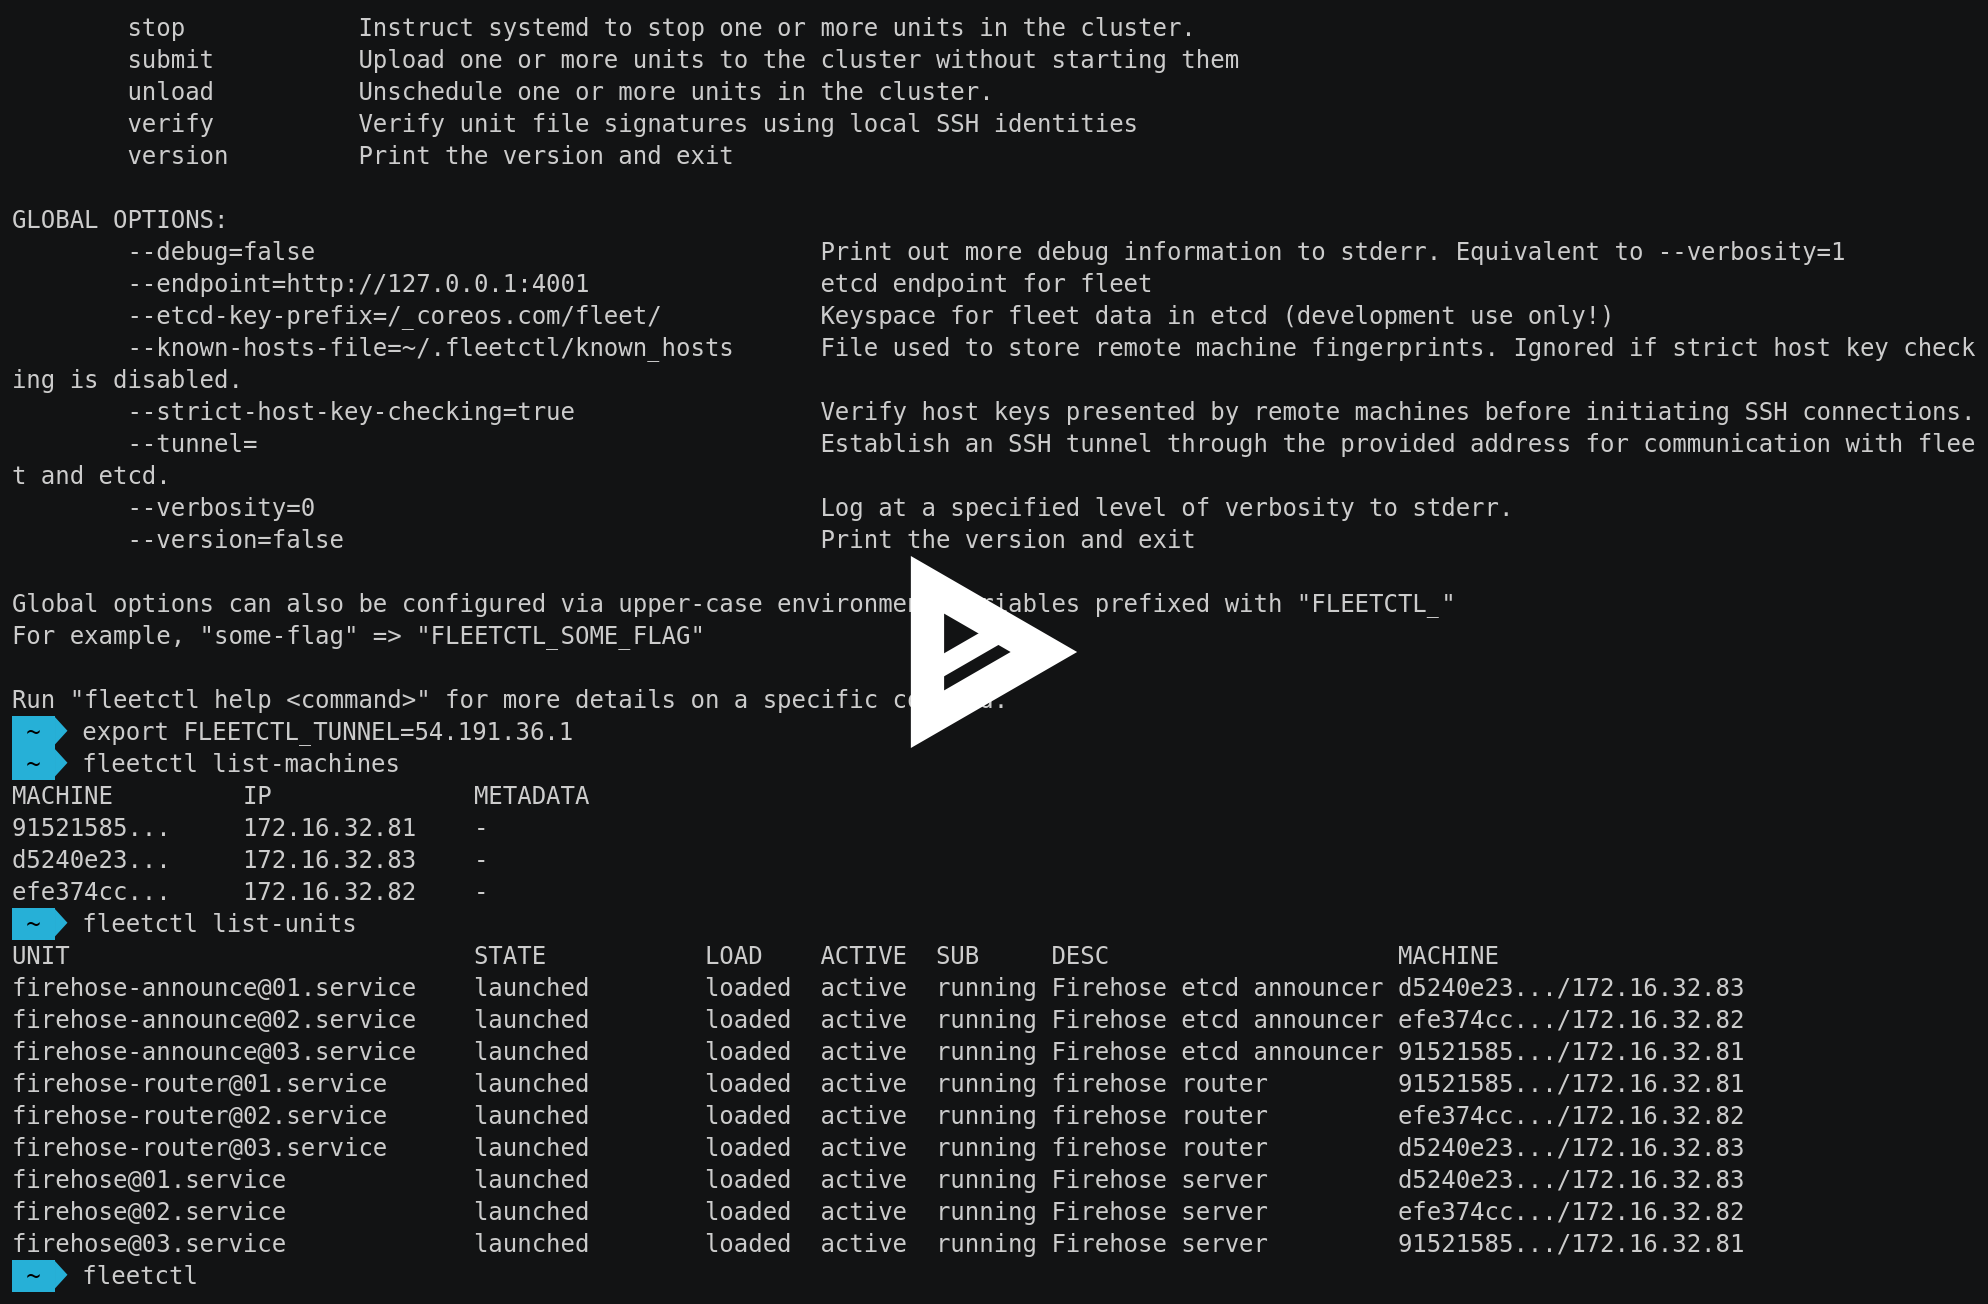 stop            Instruct systemd to stop one or more units in the cluster.
submit          Upload one or more units to the cluster without starting them
unload          Unschedule one or more units in the cluster.
verify          Verify unit file signatures using local SSH identities
version         Print the version and exit
GLOBAL OPTIONS:
--debug=false                                   Print out more debug information to stderr. Equivalent to --verbosity=1
--endpoint=http://127.0.0.1:4001                etcd endpoint for fleet
--etcd-key-prefix=/_coreos.com/fleet/           Keyspace for fleet data in etcd (development use only!)
--known-hosts-file=~/.fleetctl/known_hosts      File used to store remote machine fingerprints. Ignored if strict host key check
ing is disabled.
--strict-host-key-checking=true                 Verify host keys presented by remote machines before initiating SSH connections.
--tunnel=                                       Establish an SSH tunnel through the provided address for communication with flee
t and etcd.
--verbosity=0                                   Log at a specified level of verbosity to stderr.
--version=false                                 Print the version and exit
Global options can also be configured via upper-case prefixed with "FLEETCTL_"
For example, "some-flag" => "FLEETCTL_SOME_FLAG"
Run "fleetctl help <command>" for more details on a specific
~ export FLEETCTL_TUNNEL=54.191.36.1
~ fleetctl list-machines
MACHINE         IP              METADATA
91521585...     172.16.32.81    -
d5240e23...     172.16.32.83    -
efe374cc...     172.16.32.82    -
~ fleetctl list-units
UNIT                            STATE           LOAD    ACTIVE  SUB     DESC                    MACHINE
firehose-announce@01.service    launched        loaded  active  running Firehose etcd announcer d5240e23.../172.16.32.83
firehose-announce@02.service    launched        loaded  active  running Firehose etcd announcer efe374cc.../172.16.32.82
firehose-announce@03.service    launched        loaded  active  running Firehose etcd announcer 91521585.../172.16.32.81
firehose-router@01.service      launched        loaded  active  running firehose router         91521585.../172.16.32.81
firehose-router@02.service      launched        loaded  active  running firehose router         efe374cc.../172.16.32.82
firehose-router@03.service      launched        loaded  active  running firehose router         d5240e23.../172.16.32.83
firehose@01.service             launched        loaded  active  running Firehose server         d5240e23.../172.16.32.83
firehose@02.service             launched        loaded  active  running Firehose server         efe374cc.../172.16.32.82
firehose@03.service             launched        loaded  active  running Firehose server         91521585.../172.16.32.81
~ fleetctl